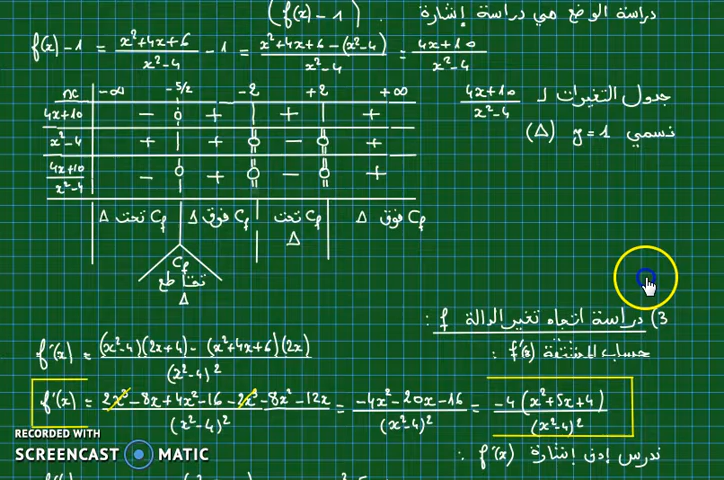 دراسة الوضع هي دراسة إشارة (f(x)-1).
f(x)-1 = (x²+4x+6)/(x²-4) - 1 = (x²+4x+6-(x²-4))/(x²-4) = (4x+10)/(x²-4)
جدول التغيرات لـ (4x+10)/(x²-4)
نسمي y=1 (Δ)
x -∞ -5/2 -2 +2 +∞
4x+10 - 0 + | + | +
x²-4 + | + 0 - 0 +
(4x+10)/(x²-4) - 0 + 0 - 0 +
Cf تحت Δ Cf فوق Δ Cf تحت Δ Cf فوق Δ
Cf
تقاطع
Δ
3) دراسة اتجاه تغير الدالة f :
حساب المشتقة f'(x) :
f'(x) = ((x²-4)(2x+4) - (x²+4x+6)(2x))/(x²-4)²
f'(x) = (2x³-8x+4x²-16-2x³-8x²-12x)/(x²-4)² = (-4x²-20x-16)/(x²-4)² = (-4(x²+5x+4))/(x²-4)²
ندرس إذن إشارة f'(x) :
RECORDED WITH
SCREENCAST MATIC